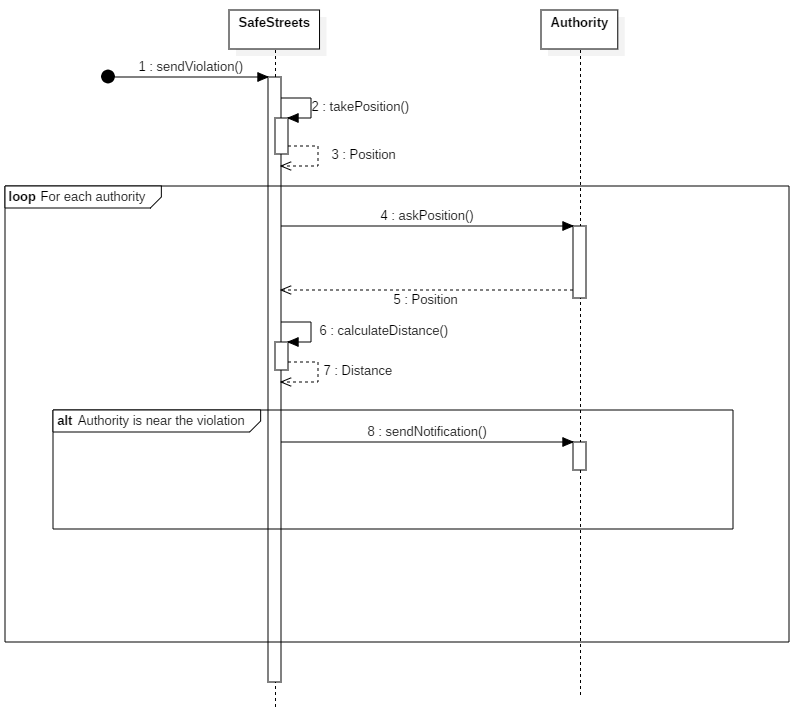 SafeStreets
Authority
1 : sendViolation()
2 : takePosition()
3 : Position
loop For each authority
4 : askPosition()
5 : Position
6 : calculateDistance()
7 : Distance
alt Authority is near the violation
8 : sendNotification()